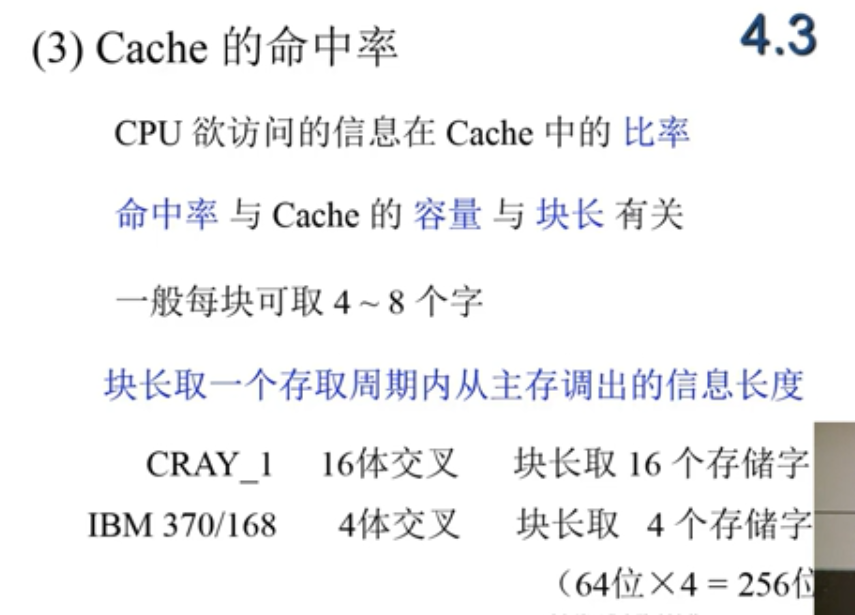 (3) Cache 的命中率
4.3
CPU 欲访问的信息在 Cache 中的 比率
命中率 与 Cache 的 容量 与 块长 有关
一般每块可取 4 ~ 8 个字
块长取一个存取周期内从主存调出的信息长度
CRAY_1 16体交叉 块长取 16 个存储字
IBM 370/168 4体交叉 块长取 4 个存储字
（64位×4 = 256位